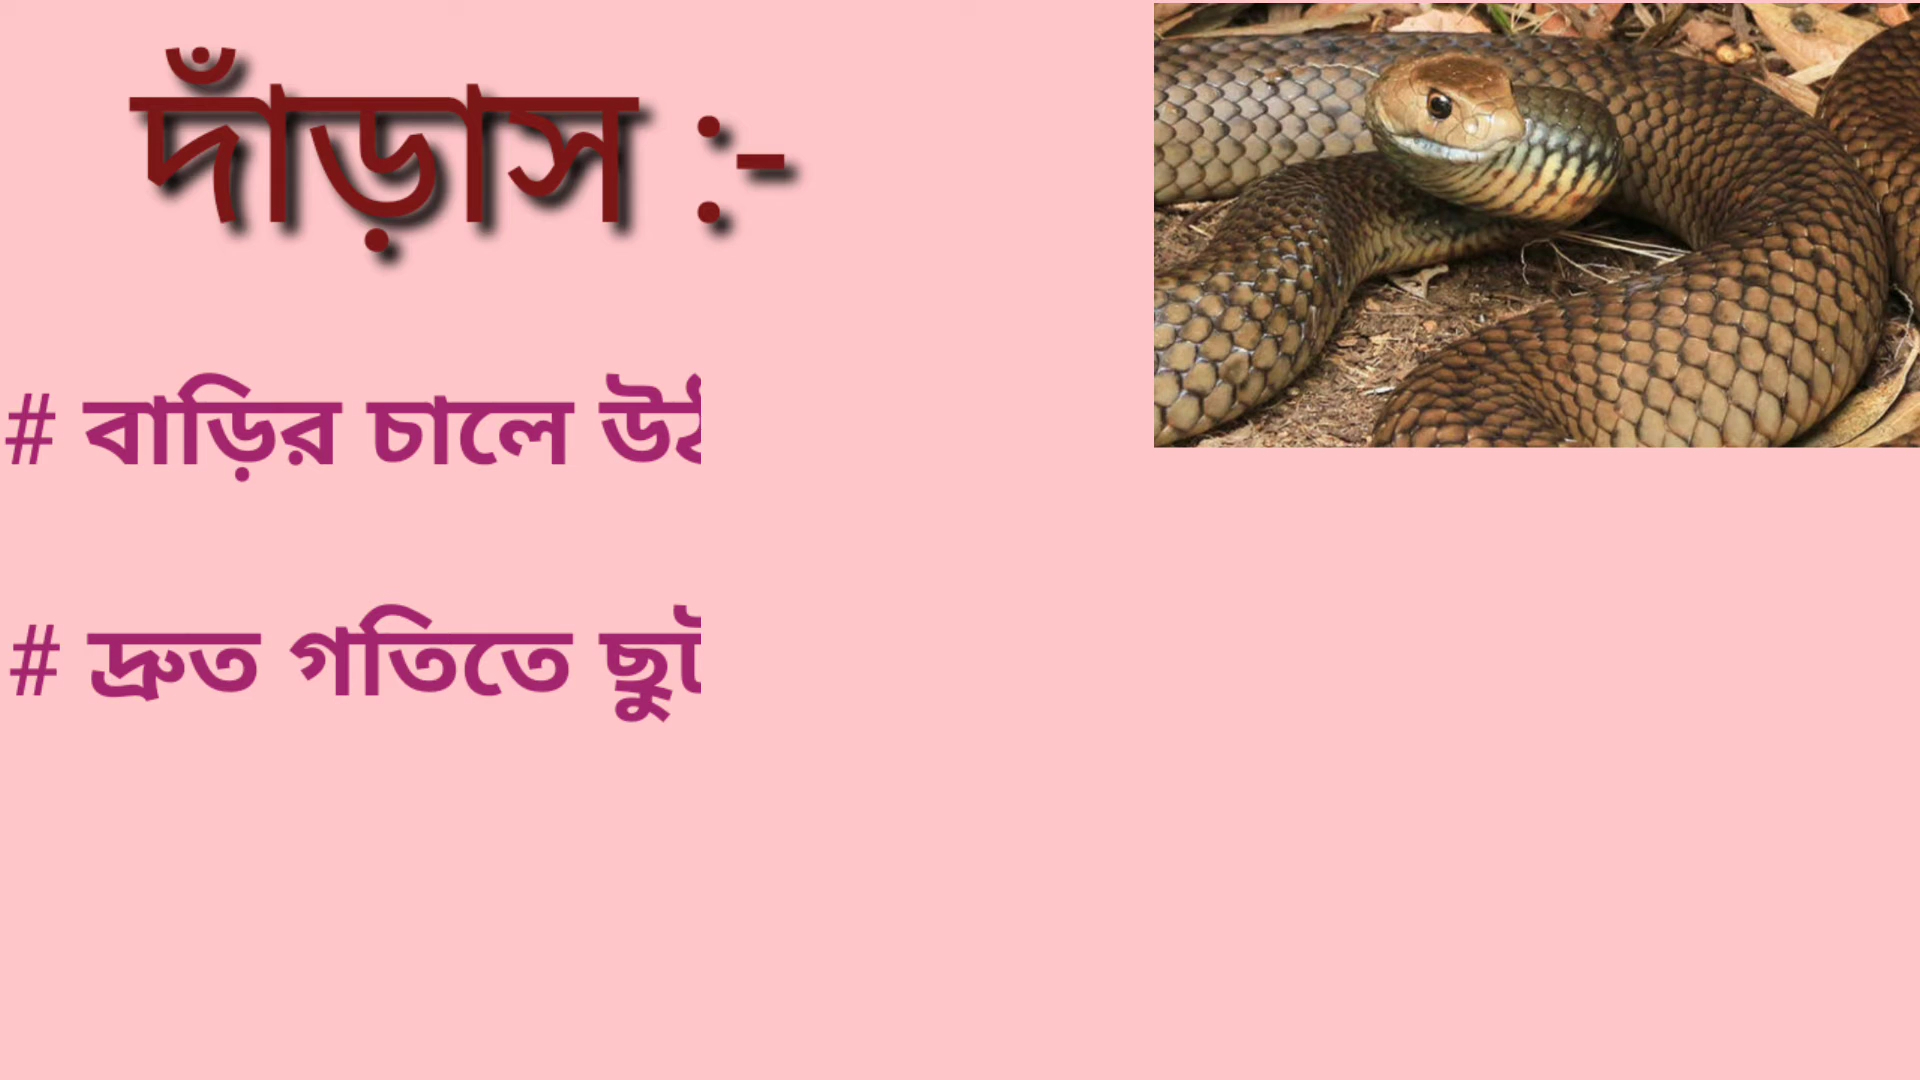 দাঁড়াস :-
# বাড়ির চালে
# দ্রুত গতিতে